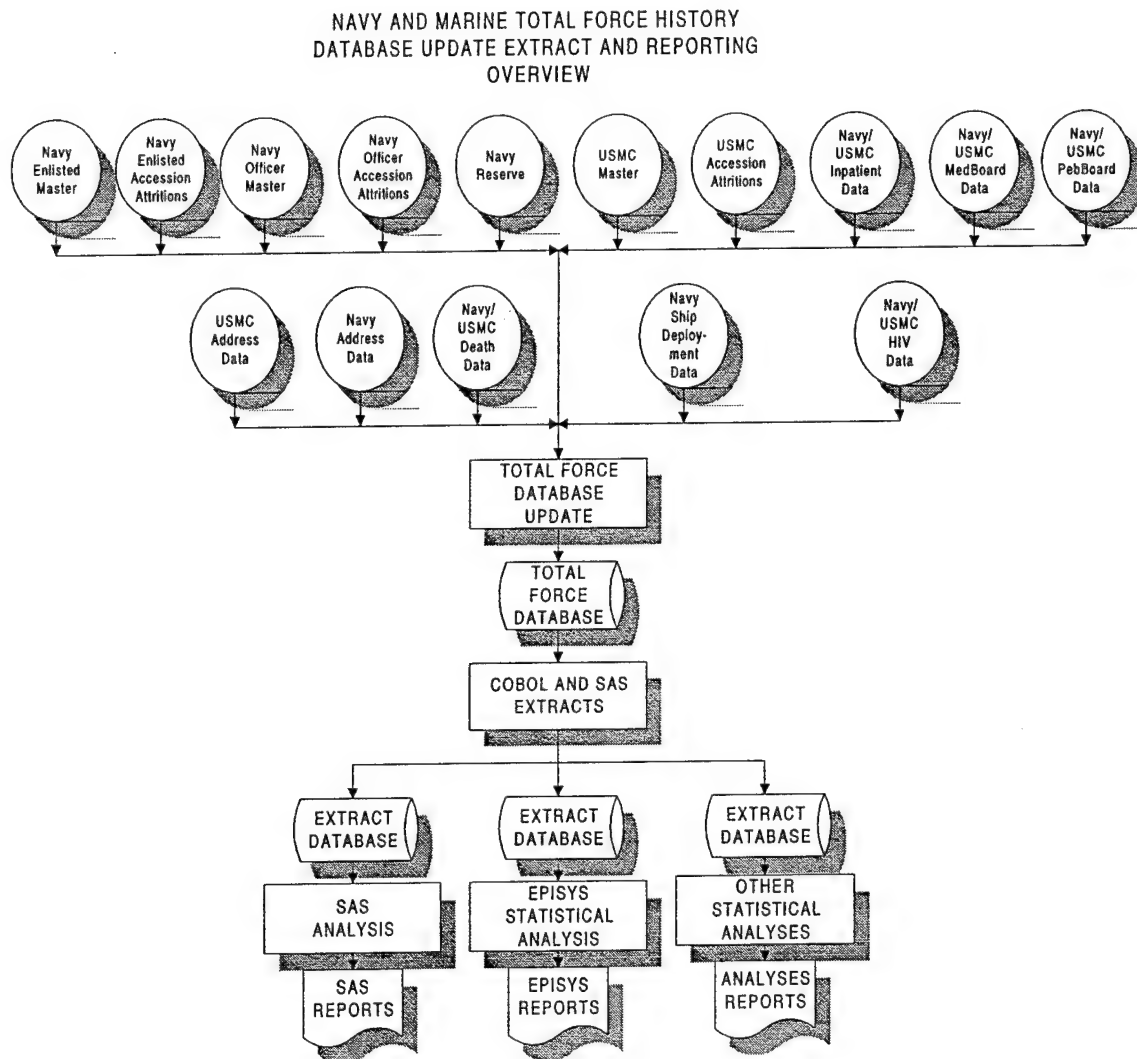 NAVY AND MARINE TOTAL FORCE HISTORY
DATABASE UPDATE EXTRACT AND REPORTING
OVERVIEW
Navy
Enlisted
Master
Navy
Enlisted
Accession
Attritions
Navy
Officer
Master
Navy
Officer
Accession
Attritions
Navy
Reserve
USMC
Master
USMC
Accession
Attritions
Navy/
USMC
Inpatient
Data
Navy/
USMC
MedBoard
Data
Navy/
USMC
PebBoard
Data
USMC
Address
Data
Navy
Address
Data
Navy/
USMC
Death
Data
Navy
Ship
Deploy-
ment
Data
Navy/
USMC
HIV
Data
TOTAL FORCE
DATABASE
UPDATE
TOTAL
FORCE
DATABASE
COBOL AND SAS
EXTRACTS
EXTRACT
DATABASE
EXTRACT
DATABASE
EXTRACT
DATABASE
SAS
ANALYSIS
EPISYS
STATISTICAL
ANALYSIS
OTHER
STATISTICAL
ANALYSES
SAS
REPORTS
EPISYS
REPORTS
ANALYSES
REPORTS